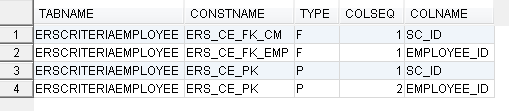 TABNAME CONSTNAME TYPE COLSEQ COLNAME
1 ERSCRITERIAEMPLOYEE ERS_CE_FK_CM F 1 SC_ID
2 ERSCRITERIAEMPLOYEE ERS_CE_FK_EMP F 1 EMPLOYEE_ID
3 ERSCRITERIAEMPLOYEE ERS_CE_PK P 1 SC_ID
4 ERSCRITERIAEMPLOYEE ERS_CE_PK P 2 EMPLOYEE_ID